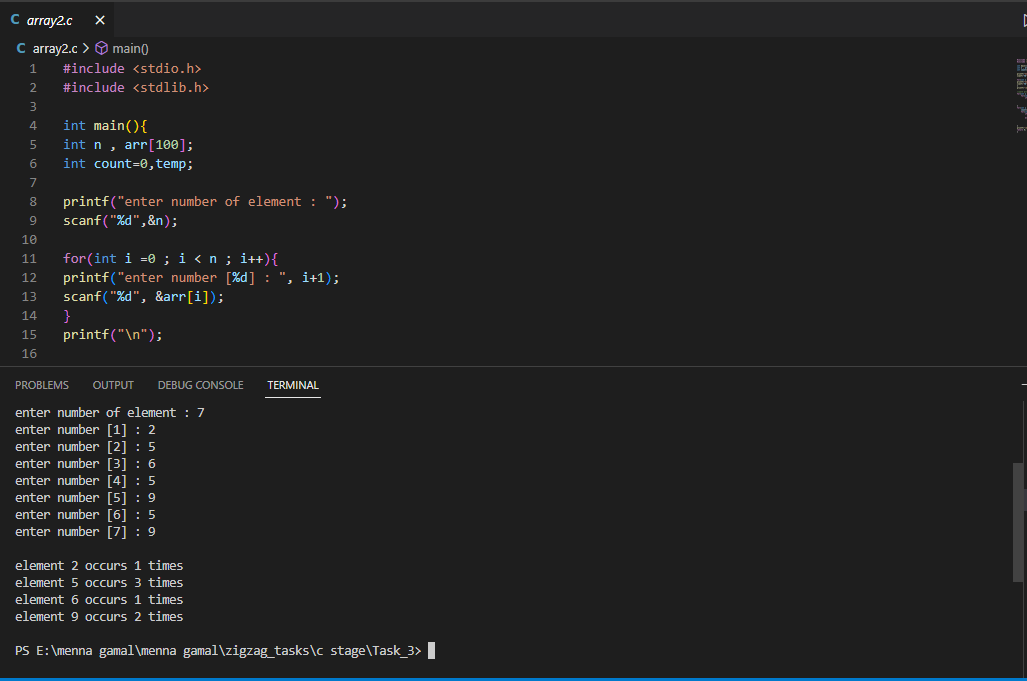 C array2.c ×
C array2.c > main()
1 #include <stdio.h>
2 #include <stdlib.h>
3
4 int main(){
5 int n , arr[100];
6 int count=0,temp;
7
8 printf("enter number of element : ");
9 scanf("%d",&n);
10
11 for(int i =0 ; i < n ; i++){
12 printf("enter number [%d] : ", i+1);
13 scanf("%d", &arr[i]);
14 }
15 printf("\n");
16
PROBLEMS OUTPUT DEBUG CONSOLE TERMINAL
enter number of element : 7
enter number [1] : 2
enter number [2] : 5
enter number [3] : 6
enter number [4] : 5
enter number [5] : 9
enter number [6] : 5
enter number [7] : 9
element 2 occurs 1 times
element 5 occurs 3 times
element 6 occurs 1 times
element 9 occurs 2 times
PS E:\menna gamal\menna gamal\zigzag_tasks\c stage\Task_3>